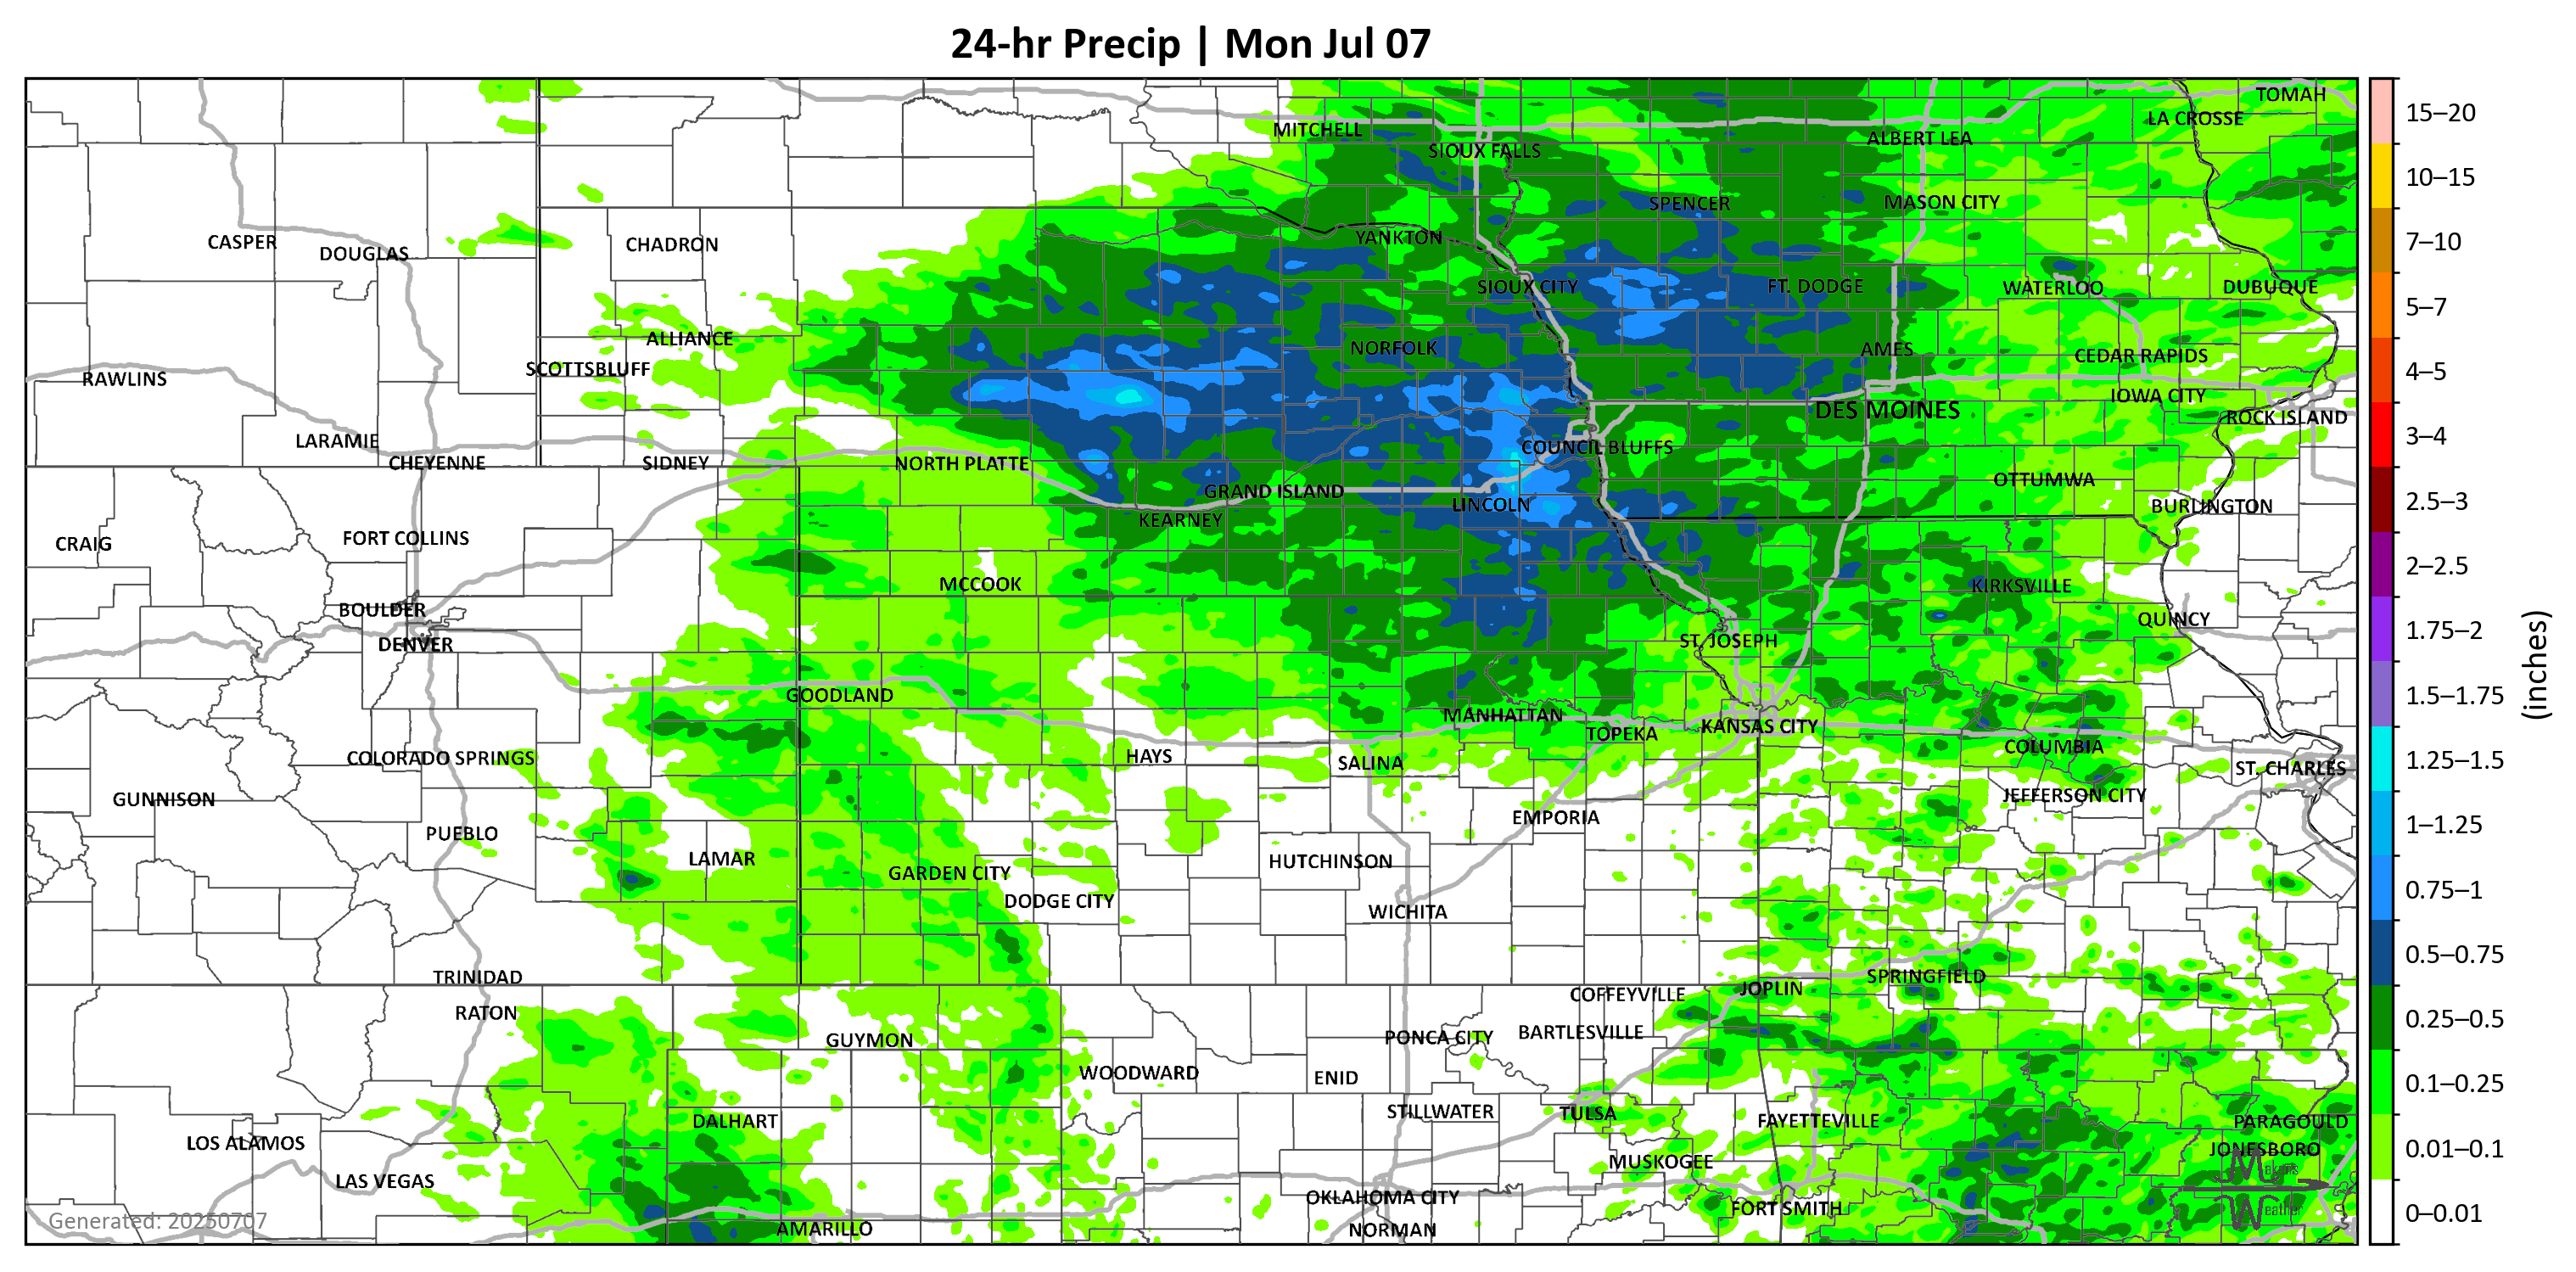 24-hr Precip | Mon Jul 07
TOMAH
LA CROSSE
MITCHELL
ALBERT LEA
SIOUX FALLS
SPENCER
MASON CITY
YANKTON
CASPER
DOUGLAS
CHADRON
SIOUX CITY
FT. DODGE
WATERLOO
DUBUQUE
ALLIANCE
NORFOLK
AMES
CEDAR RAPIDS
SCOTTSBLUFF
RAWLINS
IOWA CITY
DES MOINES
ROCK ISLAND
LARAMIE
COUNCIL BLUFFS
CHEYENNE
SIDNEY
NORTH PLATTE
OTTUMWA
GRAND ISLAND
LINCOLN
BURLINGTON
KEARNEY
FORT COLLINS
CRAIG
MCCOOK
KIRKSVILLE
BOULDER
QUINCY
DENVER
ST. JOSEPH
GOODLAND
MANHATTAN
KANSAS CITY
TOPEKA
COLUMBIA
COLORADO SPRINGS
HAYS
SALINA
ST. CHARLES
GUNNISON
JEFFERSON CITY
EMPORIA
PUEBLO
LAMAR
HUTCHINSON
GARDEN CITY
DODGE CITY
WICHITA
TRINIDAD
SPRINGFIELD
JOPLIN
COFFEYVILLE
RATON
PONCA CITY
BARTLESVILLE
GUYMON
WOODWARD
ENID
STILLWATER
TULSA
DALHART
FAYETTEVILLE
PARAGOULD
LOS ALAMOS
JONESBORO
MUSKOGEE
LAS VEGAS
OKLAHOMA CITY
FORT SMITH
AMARILLO
NORMAN
Generated: 20250707
Makens
Weather
15–20
10–15
7–10
5–7
4–5
3–4
2.5–3
2–2.5
1.75–2
1.5–1.75
1.25–1.5
1–1.25
0.75–1
0.5–0.75
0.25–0.5
0.1–0.25
0.01–0.1
0–0.01
(inches)